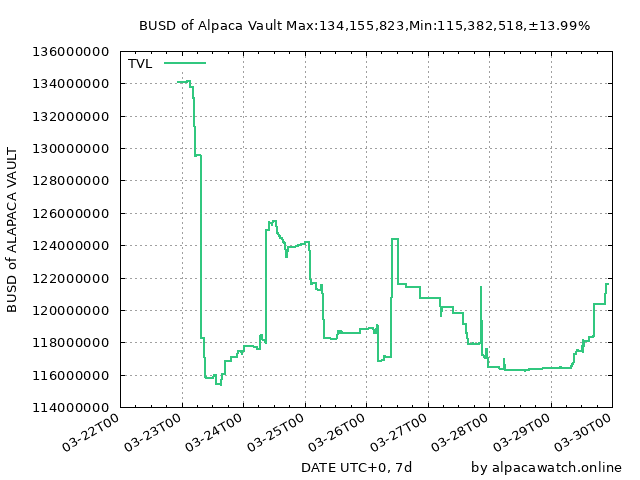 BUSD of Alpaca Vault Max:134,155,823,Min:115,382,518,±13.99%
TVL
136000000
134000000
132000000
130000000
128000000
126000000
124000000
122000000
120000000
118000000
116000000
114000000
BUSD of ALAPACA VAULT
03-22T00
03-23T00
03-24T00
03-25T00
03-26T00
03-27T00
03-28T00
03-29T00
03-30T00
DATE UTC+0, 7d
by alpacawatch.online